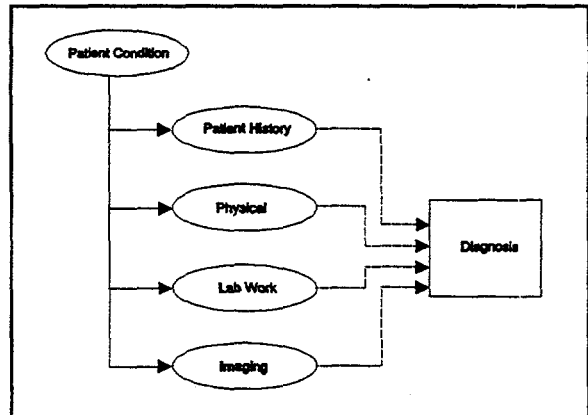 Patient Condition
Patient History
Physical
Diagnosis
Lab Work
Imaging